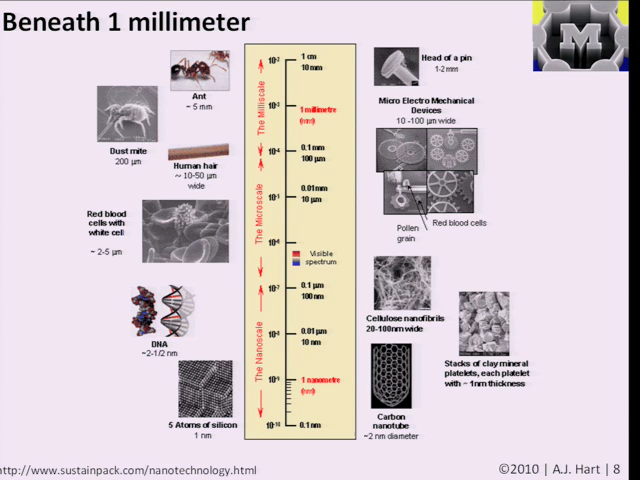 Beneath 1 millimeter
M
Ant
~ 5 mm
Dust mite
200 µm
Human hair
~ 10-50 µm
wide
Red blood
cells with
white cell
~ 2-5 µm
DNA
~2-1/2 nm
5 Atoms of silicon
1 nm
The Milliscale
The Microscale
The Nanoscale
10-2 1 cm
10 mm
10-3 1 millimetre
(mm)
10-4 0.1 mm
100 µm
10-5 0.01 mm
10 µm
10-6
Visible
spectrum
10-7 0.1 µm
100 nm
10-8 0.01 µm
10 nm
10-9 1 nanometre
(nm)
10-10 0.1 nm
Head of a pin
1-2 mm
Micro Electro Mechanical
Devices
10 -100 µm wide
Pollen
grain
Red blood cells
Cellulose nanofibrils
20-100nm wide
Stacks of clay mineral
platelets, each platelet
with ~ 1nm thickness
Carbon
nanotube
~2 nm diameter
http://www.sustainpack.com/nanotechnology.html
©2010 | A.J. Hart | 8